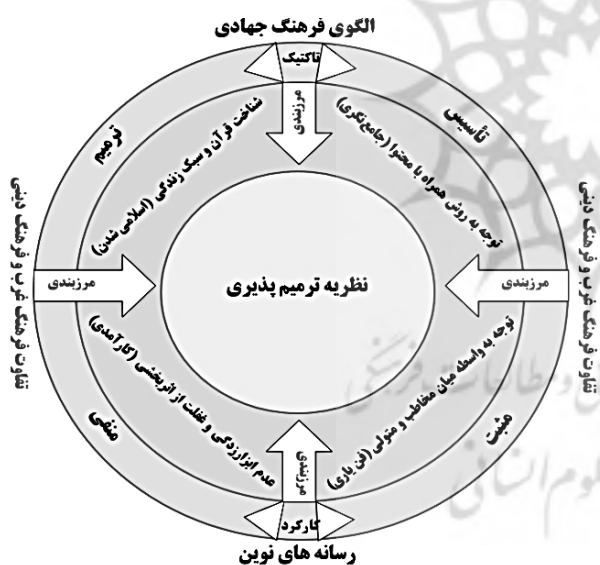 الگوی فرهنگ جهادی
تاکتیک
تأسیس
ترمیم
مرزبندی
توجه به روش همراه با محتوا (جامع‌نگری)
شناخت قرآن و سبک زندگی (اسلامی شدن)
تفاوت فرهنگ غرب و فرهنگ دینی
مرزبندی
نظریه ترمیم پذیری
مرزبندی
تفاوت فرهنگ غرب و فرهنگ دینی
توجه به واسطه میان مخاطب و متولی (فن یاری)
عدم ابزارزدگی و غفلت از اثربخشی (کارآمدی)
مثبت
منفی
مرزبندی
کارکرد
رسانه های نوین